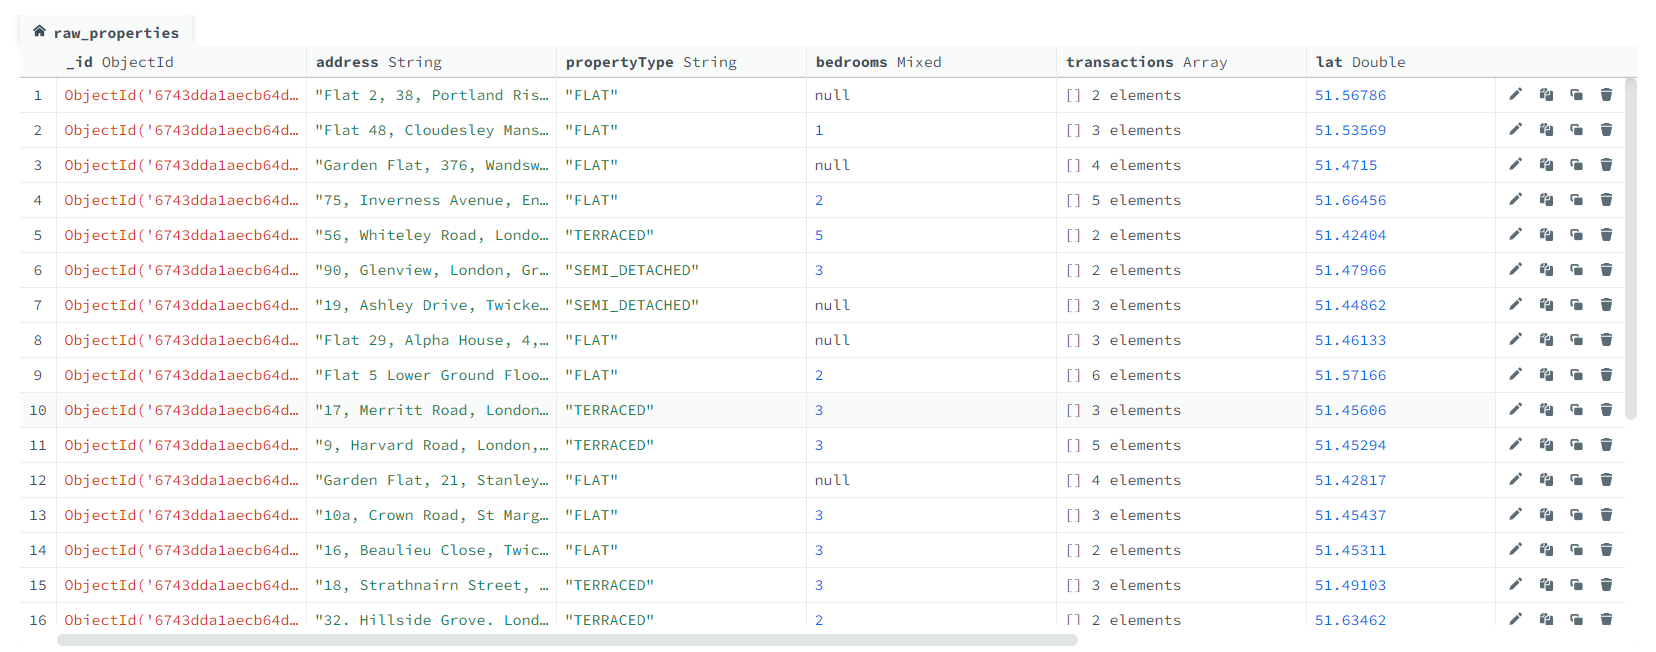 raw_properties
_id ObjectId address String propertyType String bedrooms Mixed transactions Array lat Double
1 ObjectId('6743dda1aecb64d… "Flat 2, 38, Portland Ris… "FLAT" null [] 2 elements 51.56786
2 ObjectId('6743dda1aecb64d… "Flat 48, Cloudesley Mans… "FLAT" 1 [] 3 elements 51.53569
3 ObjectId('6743dda1aecb64d… "Garden Flat, 376, Wandsw… "FLAT" null [] 4 elements 51.4715
4 ObjectId('6743dda1aecb64d… "75, Inverness Avenue, En… "FLAT" 2 [] 5 elements 51.66456
5 ObjectId('6743dda1aecb64d… "56, Whiteley Road, Londo… "TERRACED" 5 [] 2 elements 51.42404
6 ObjectId('6743dda1aecb64d… "90, Glenview, London, Gr… "SEMI_DETACHED" 3 [] 2 elements 51.47966
7 ObjectId('6743dda1aecb64d… "19, Ashley Drive, Twicke… "SEMI_DETACHED" null [] 3 elements 51.44862
8 ObjectId('6743dda1aecb64d… "Flat 29, Alpha House, 4,… "FLAT" null [] 2 elements 51.46133
9 ObjectId('6743dda1aecb64d… "Flat 5 Lower Ground Floo… "FLAT" 2 [] 6 elements 51.57166
10 ObjectId('6743dda1aecb64d… "17, Merritt Road, London… "TERRACED" 3 [] 3 elements 51.45606
11 ObjectId('6743dda1aecb64d… "9, Harvard Road, London,… "TERRACED" 3 [] 5 elements 51.45294
12 ObjectId('6743dda1aecb64d… "Garden Flat, 21, Stanley… "FLAT" null [] 4 elements 51.42817
13 ObjectId('6743dda1aecb64d… "10a, Crown Road, St Marg… "FLAT" 3 [] 3 elements 51.45437
14 ObjectId('6743dda1aecb64d… "16, Beaulieu Close, Twic… "FLAT" 3 [] 2 elements 51.45311
15 ObjectId('6743dda1aecb64d… "18, Strathnairn Street, … "TERRACED" 3 [] 3 elements 51.49103
16 ObjectId('6743dda1aecb64d… "32. Hillside Grove. Lond… "TERRACED" 2 [] 2 elements 51.63462